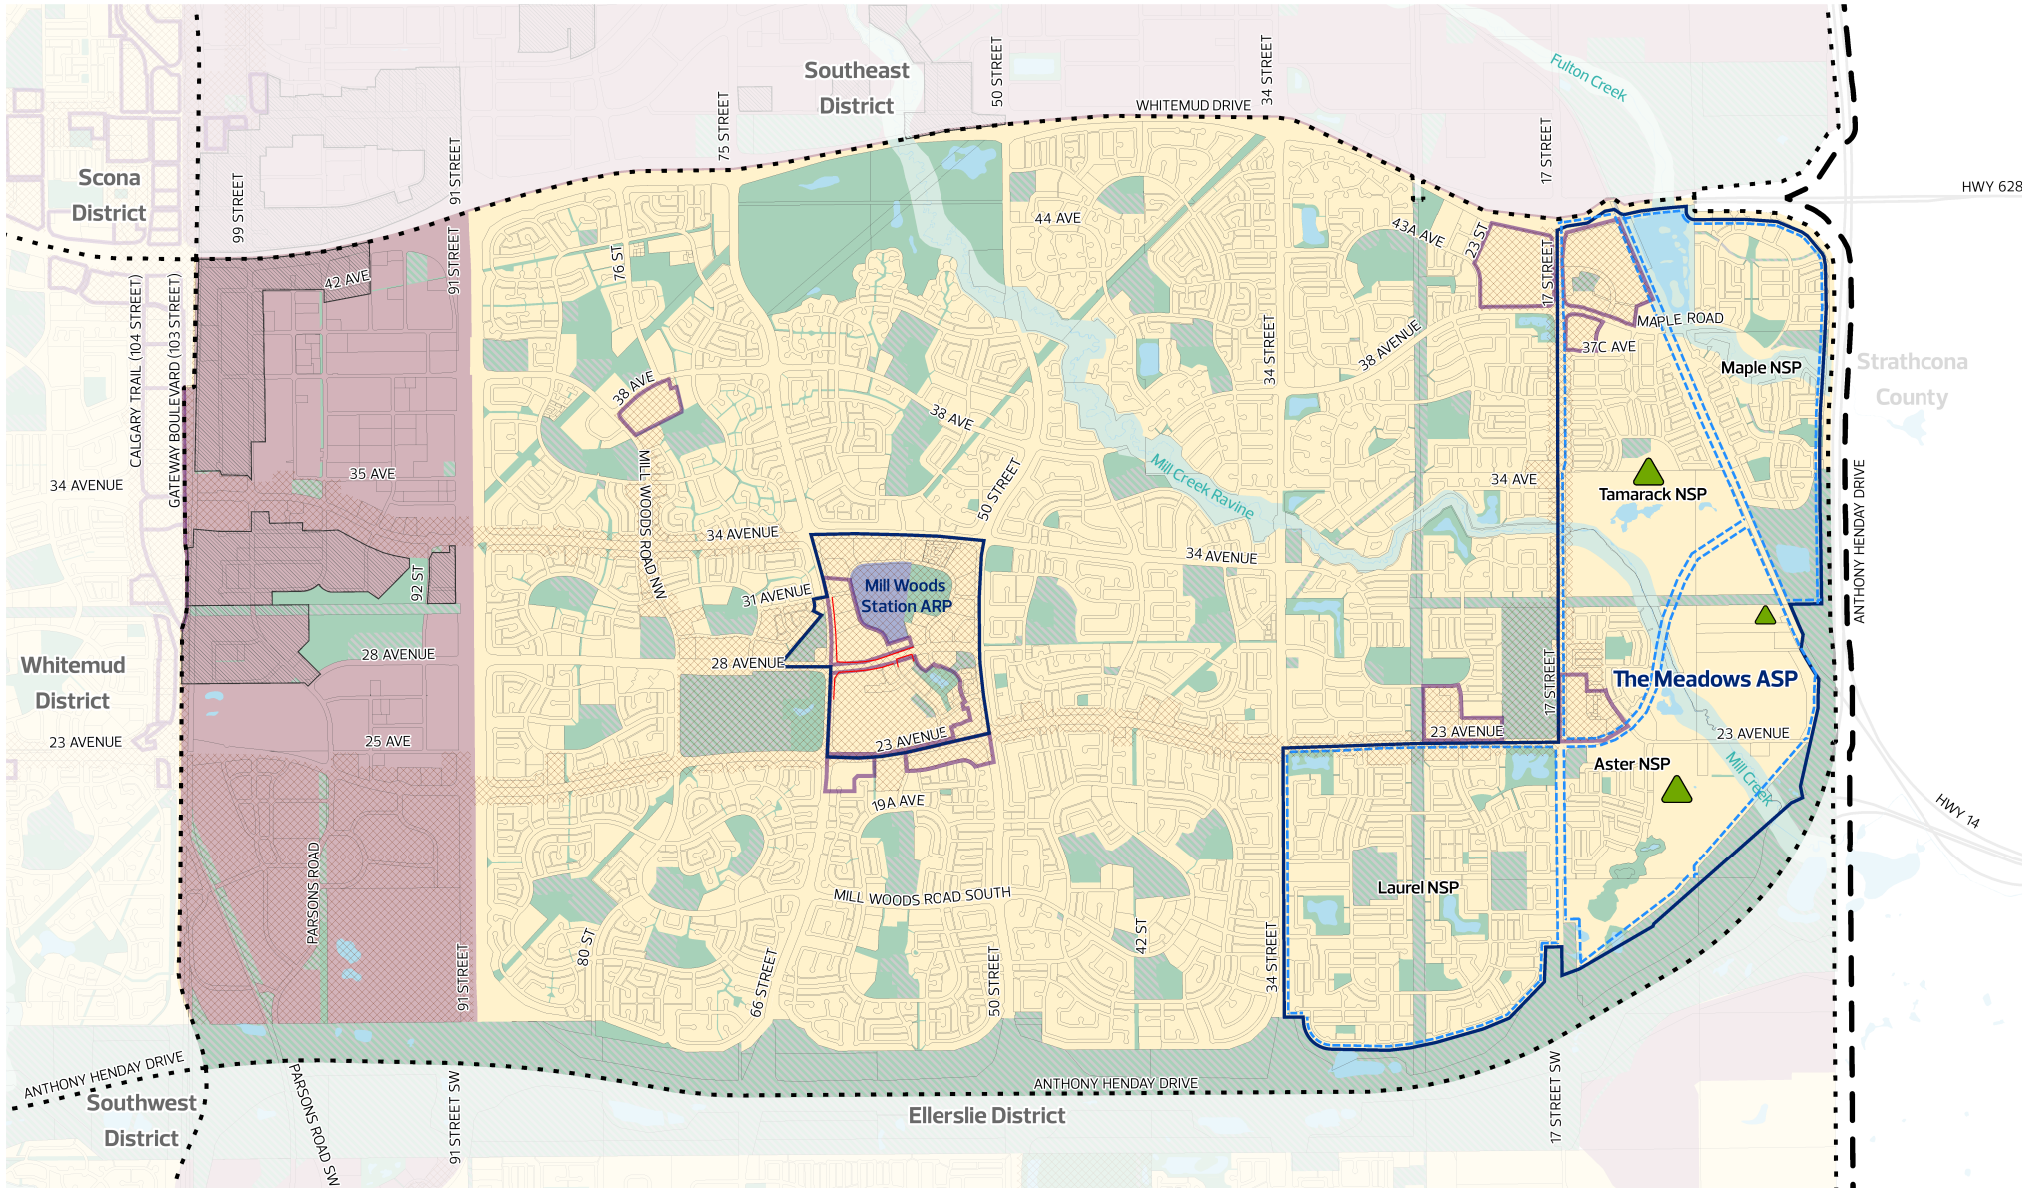 Southeast
District
50 STREET
34 STREET
Fulton Creek
75 STREET
WHITEMUD DRIVE
91 STREET
17 STREET
Scona
District
99 STREET
HWY 628
44 AVE
43A AVE
23 ST
76 ST
91 STREET
42 AVE
17 STREET
CALGARY TRAIL (104 STREET)
GATEWAY BOULEVARD (103 STREET)
MAPLE ROAD
37C AVE
38 AVENUE
34 STREET
Maple NSP
Strathcona
County
38 AVE
38 AVE
34 AVENUE
35 AVE
MILL WOODS ROAD NW
50 STREET
Mill Creek Ravine
34 AVE
Tamarack NSP
ANTHONY HENDAY DRIVE
34 AVENUE
34 AVENUE
92 ST
31 AVENUE
Mill Woods
Station ARP
28 AVENUE
28 AVENUE
Whitemud
District
17 STREET
The Meadows ASP
23 AVENUE
25 AVE
23 AVENUE
23 AVENUE
23 AVENUE
Aster NSP
Mill Creek
19A AVE
HWY 14
PARSONS ROAD
MILL WOODS ROAD SOUTH
Laurel NSP
80 ST
42 ST
91 STREET
66 STREET
50 STREET
34 STREET
ANTHONY HENDAY DRIVE
ANTHONY HENDAY DRIVE
Southwest
District
PARSONS ROAD SW
91 STREET SW
Ellerslie District
17 STREET SW